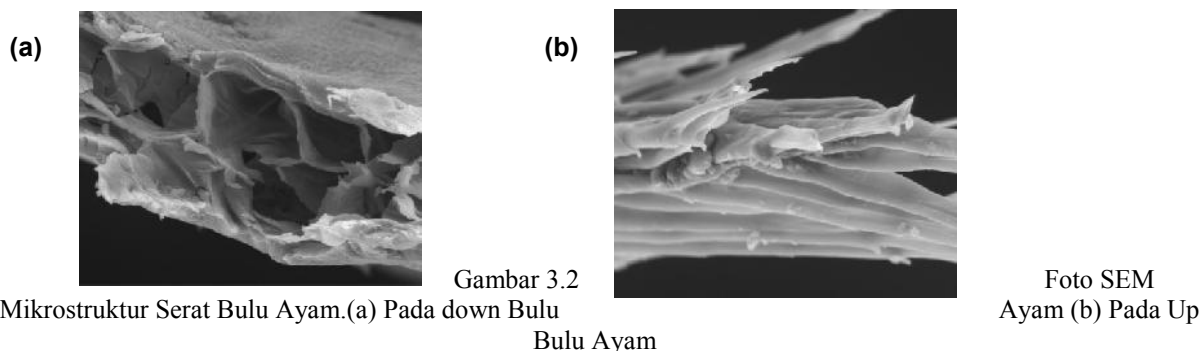 (a)
(b)
Gambar 3.2 Foto SEM
Mikrostruktur Serat Bulu Ayam.(a) Pada down Bulu Ayam (b) Pada Up
Bulu Ayam